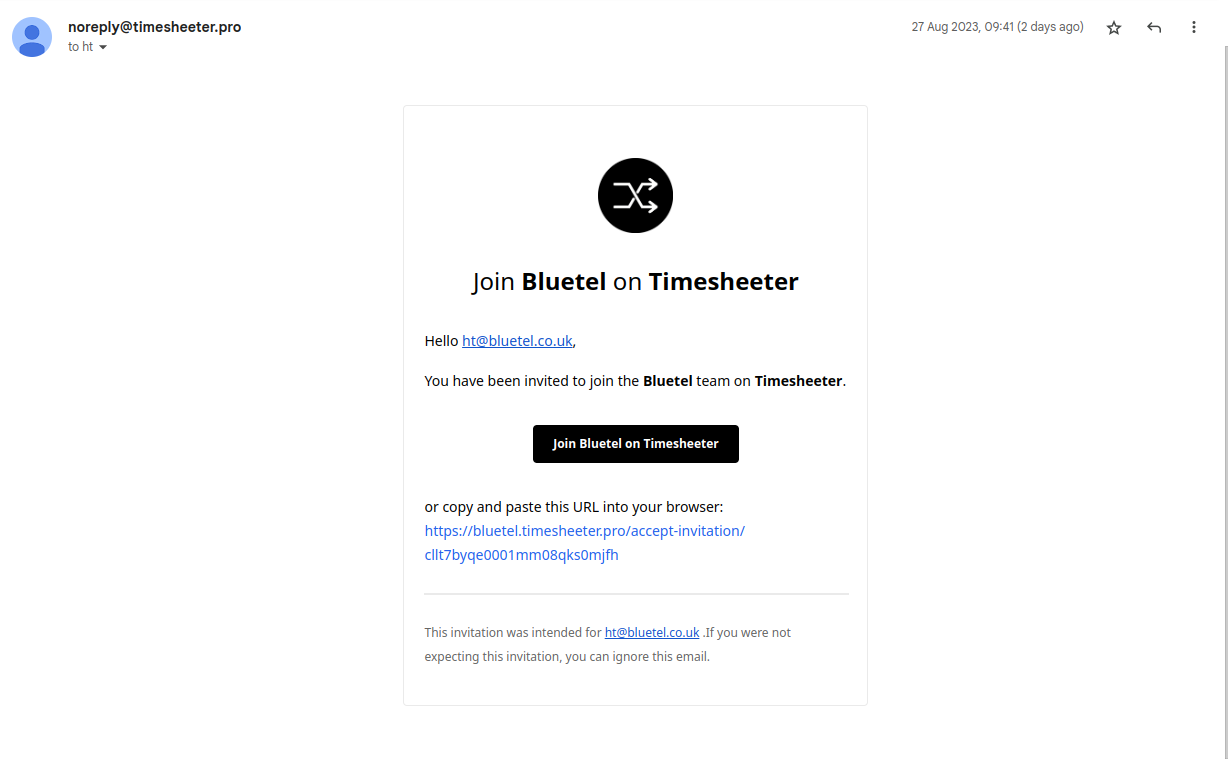 noreply@timesheeter.pro
27 Aug 2023, 09:41 (2 days ago)
to ht
Join Bluetel on Timesheeter
Hello ht@bluetel.co.uk,
You have been invited to join the Bluetel team on Timesheeter.
Join Bluetel on Timesheeter
or copy and paste this URL into your browser:
https://bluetel.timesheeter.pro/accept-invitation/
cllt7byqe0001mm08qks0mjfh
This invitation was intended for ht@bluetel.co.uk .If you were not
expecting this invitation, you can ignore this email.